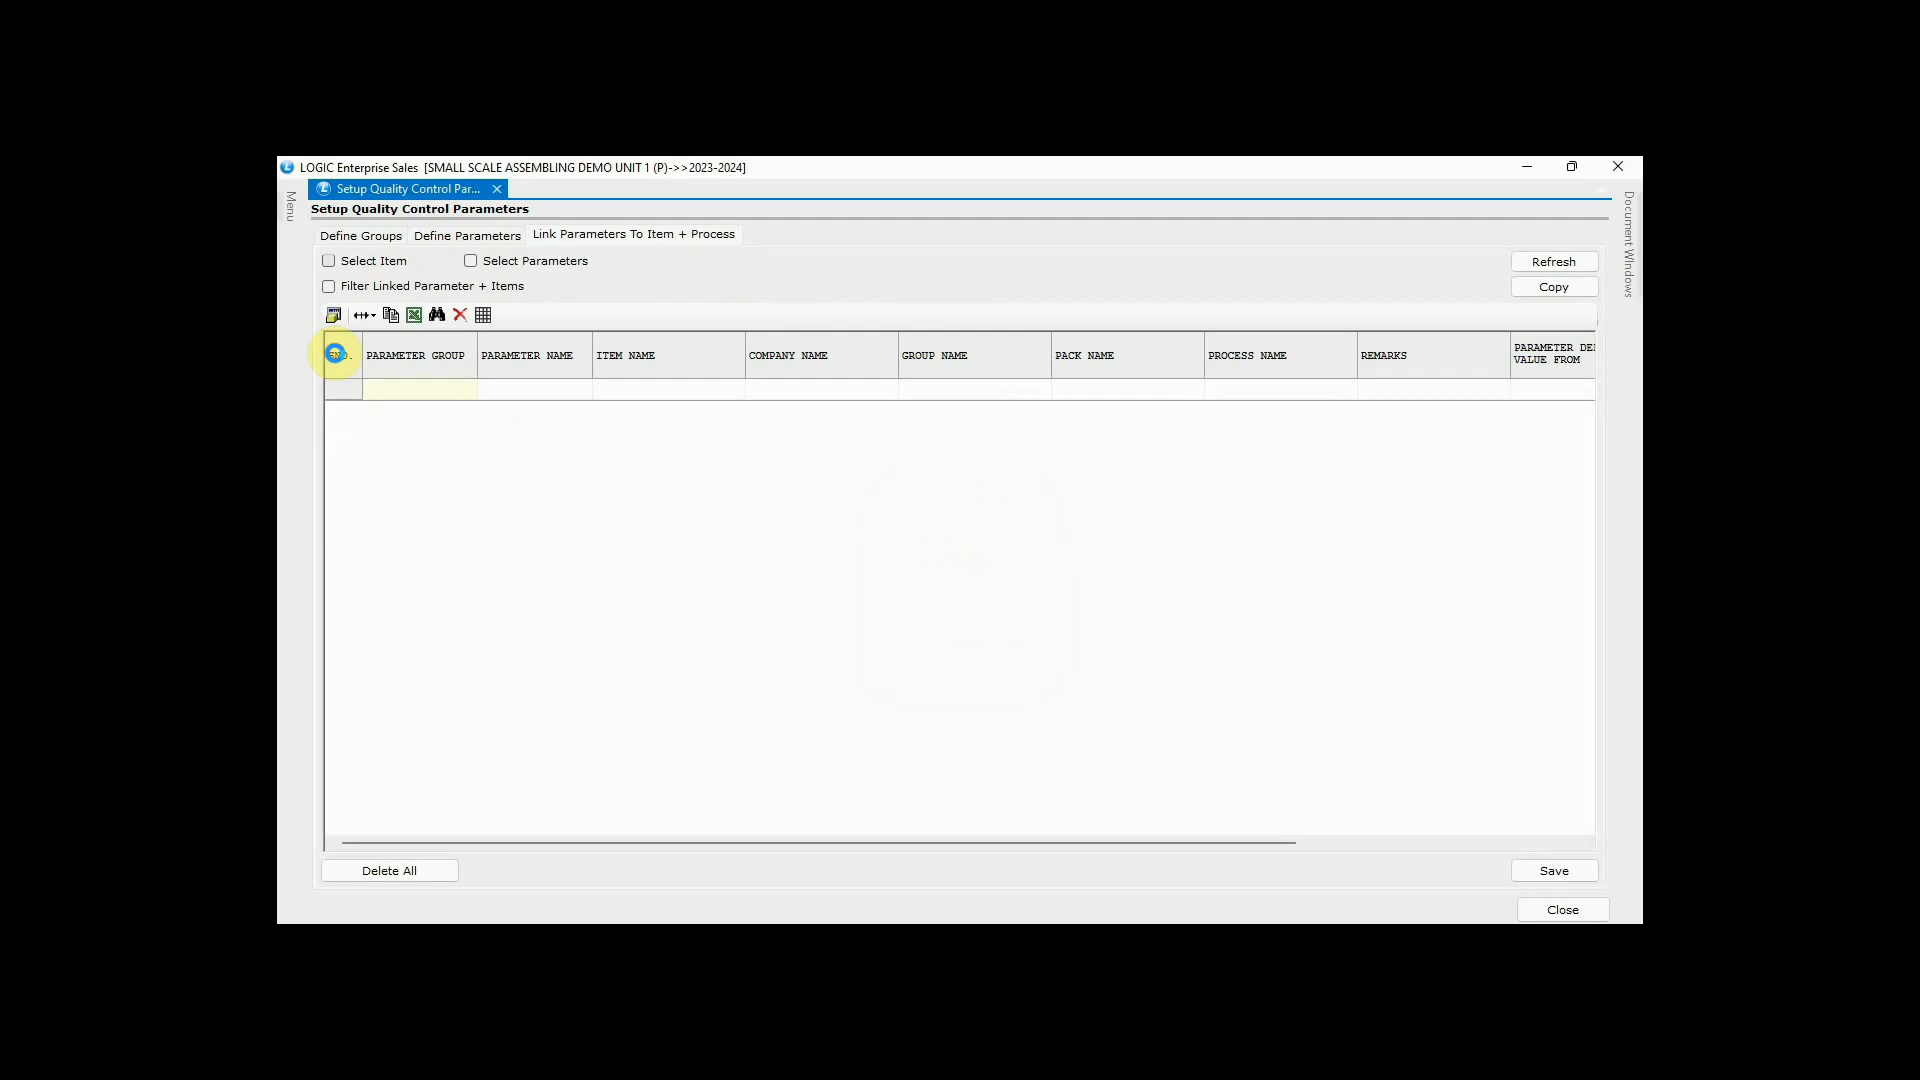 LOGIC Enterprise Sales [SMALL SCALE ASSEMBLING DEMO UNIT 1 (P)->>2023-2024]
Menu
Setup Quality Control Par...
Document Windows
Setup Quality Control Parameters
Define Groups Define Parameters Link Parameters To Item + Process
Select Item Select Parameters Refresh
Filter Linked Parameter + Items Copy
PARAMETER GROUP PARAMETER NAME ITEM NAME COMPANY NAME GROUP NAME PACK NAME PROCESS NAME REMARKS PARAMETER DE
VALUE FROM
Delete All Save
Close